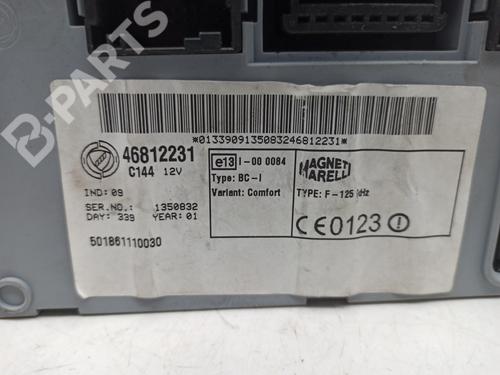 B-PARTS
*0133909135083246812231*
46812231
C144 12V
IND: 09
SER.NO.: 1350832
DAY: 339 YEAR: 01
501861110030
e13 I-00 0084
Type: BC-I
Variant: Comfort
MAGNETI
MARELLI
TYPE: F-125 kHz
CE0123